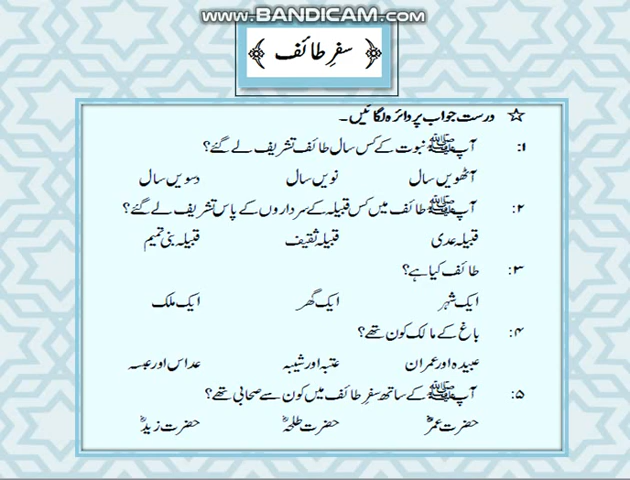 www.BANDICAM.com
﴿ سفرِ طائف ﴾
☆ درست جواب پر دائرہ لگائیں۔
۱: آپ ﷺ نبوت کے کس سال طائف تشریف لے گئے؟
آٹھویں سال نویں سال دسویں سال
۲: آپ ﷺ طائف میں کس قبیلہ کے سرداروں کے پاس تشریف لے گئے؟
قبیلہ عدی قبیلہ ثقیف قبیلہ بنی تمیم
۳: طائف کیا ہے؟
ایک شہر ایک گھر ایک ملک
۴: باغ کے مالک کون تھے؟
عبیدہ اور عمران عتبہ اور شیبہ عداس اور عبسہ
۵: آپ ﷺ کے ساتھ سفرِ طائف میں کون سے صحابی تھے؟
حضرت عمرؓ حضرت طلحہؓ حضرت زیدؓ